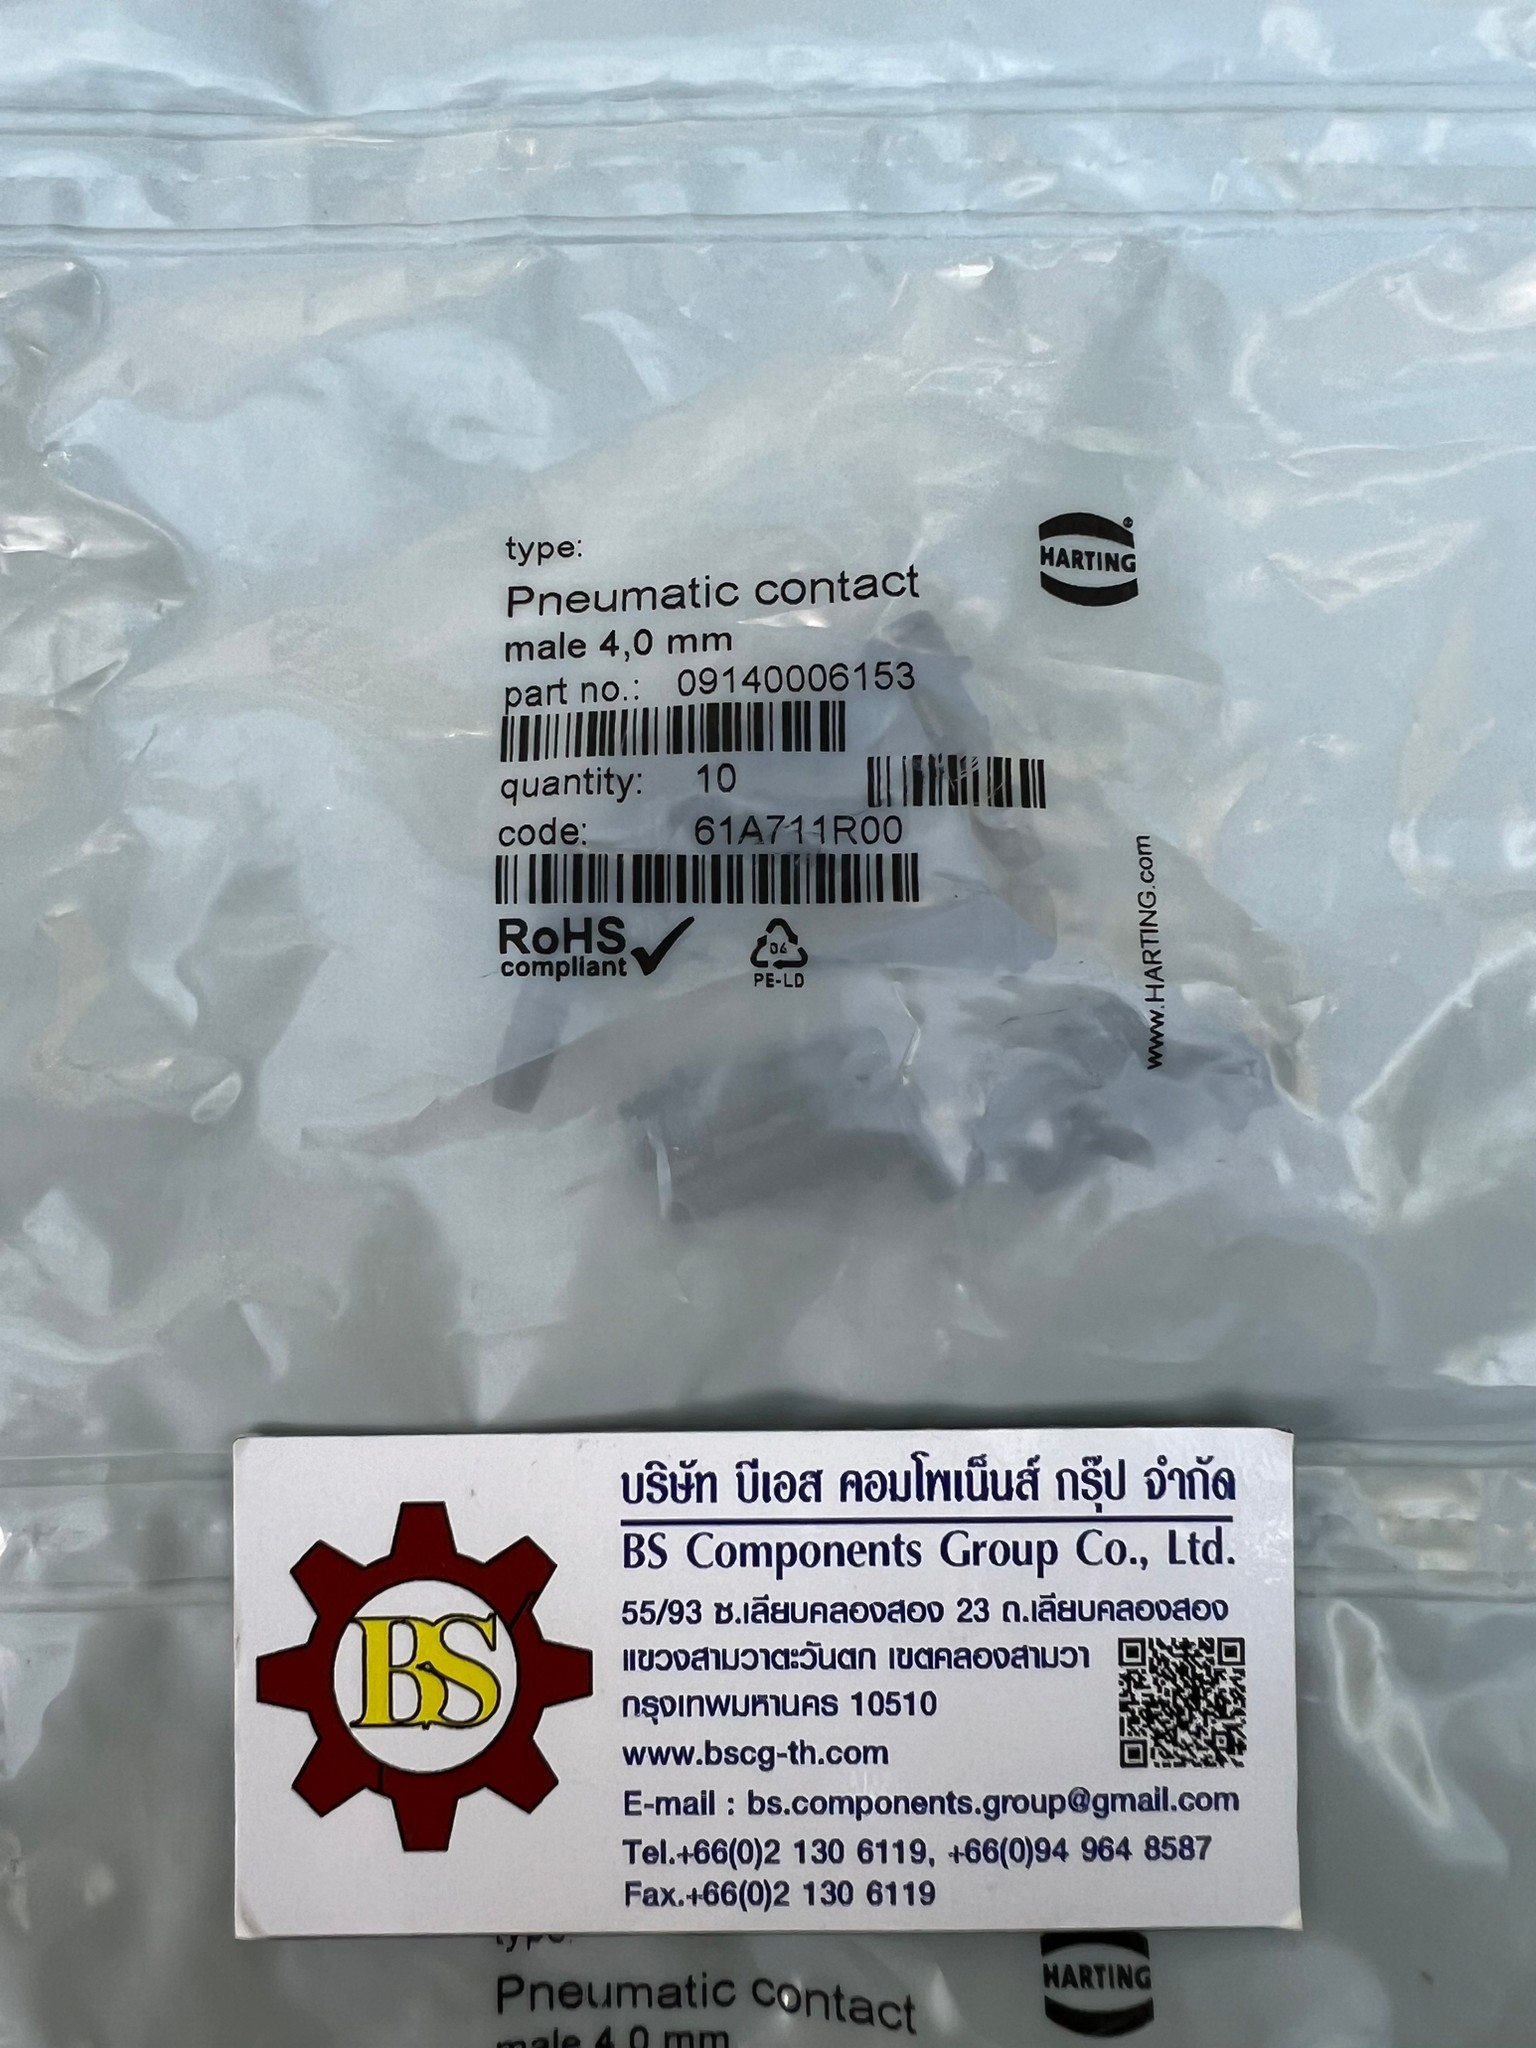 type:
Pneumatic contact
male 4,0 mm
part no.: 09140006153
quantity: 10
code: 61A711R00
RoHS
compliant
04
PE-LD
HARTING®
www.HARTING.com
BS
บริษัท บีเอส คอมโพเน็นส์ กรุ๊ป จำกัด
BS Components Group Co., Ltd.
55/93 ซ.เลียบคลองสอง 23 ถ.เลียบคลองสอง
แขวงสามวาตะวันตก เขตคลองสามวา
กรุงเทพมหานคร 10510
www.bscg-th.com
E-mail : bs.components.group@gmail.com
Tel.+66(0)2 130 6119, +66(0)94 964 8587
Fax.+66(0)2 130 6119
type:
Pneumatic contact
male 4,0 mm
HARTING